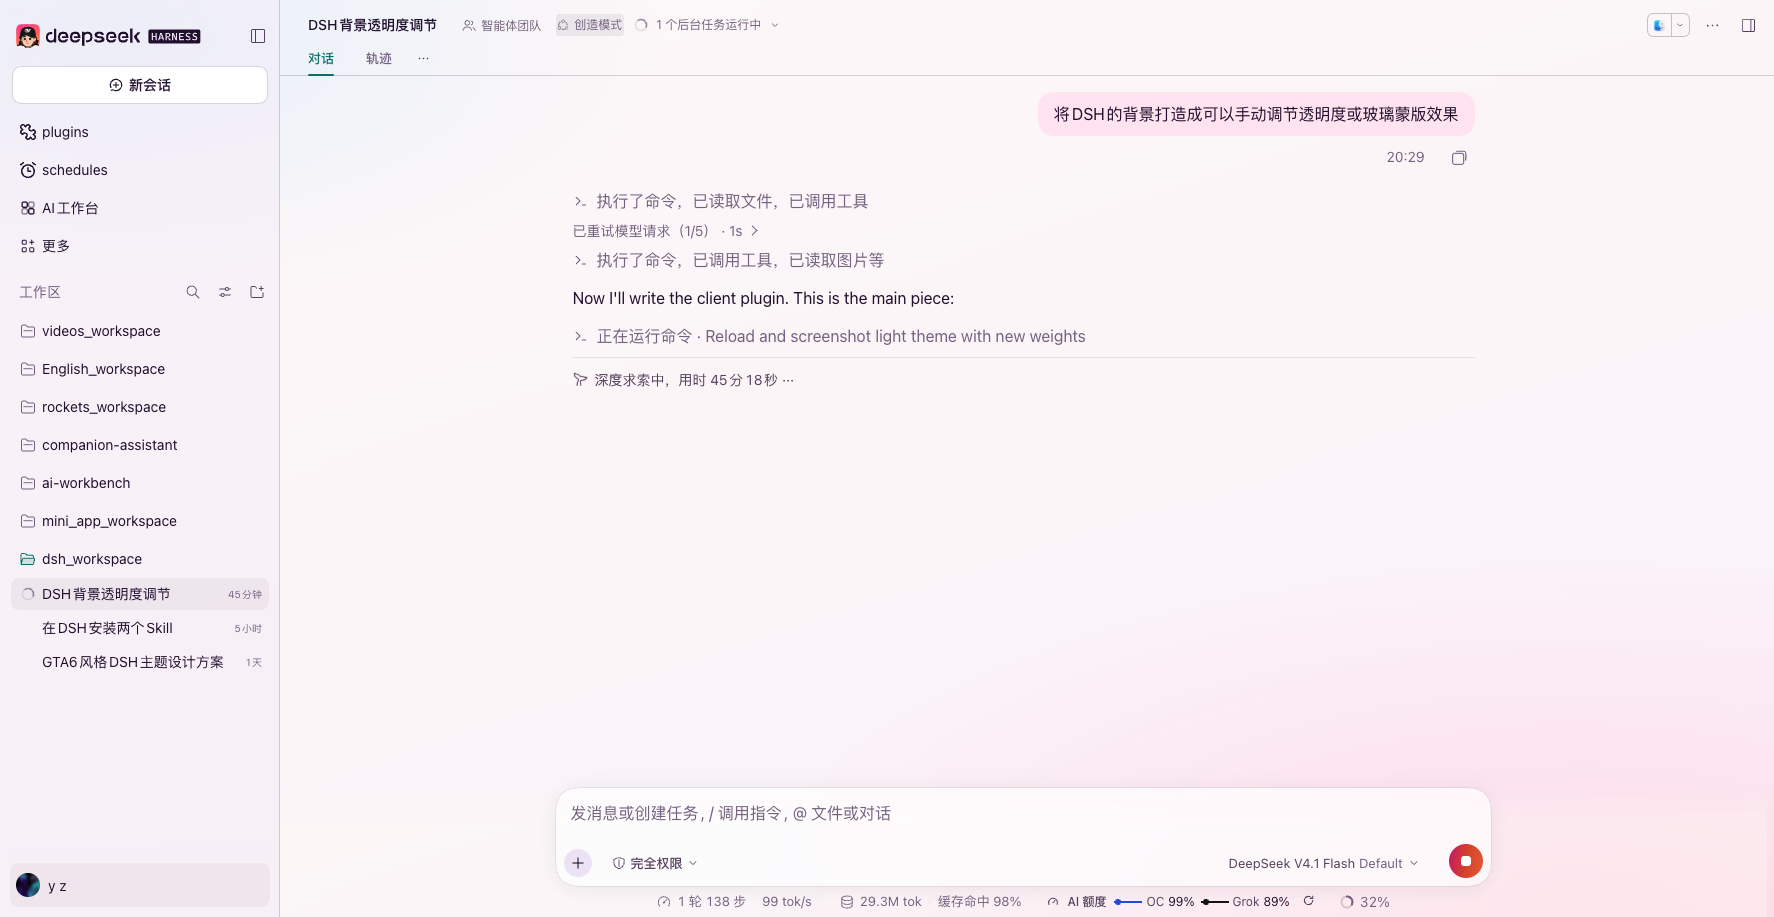 deepseek HARNESS
新会话
plugins
schedules
AI工作台
更多
工作区
videos_workspace
English_workspace
rockets_workspace
companion-assistant
ai-workbench
mini_app_workspace
dsh_workspace
DSH背景透明度调节 45分钟
在DSH安装两个Skill 5小时
GTA6风格DSH主题设计方案 1天
y z
DSH背景透明度调节 智能体团队 创造模式 1 个后台任务运行中
对话 轨迹 ···
将DSH的背景打造成可以手动调节透明度或玻璃蒙版效果
20:29
执行了命令，已读取文件，已调用工具
已重试模型请求（1/5） · 1s
执行了命令，已调用工具，已读取图片等
Now I'll write the client plugin. This is the main piece:
正在运行命令 · Reload and screenshot light theme with new weights
深度求索中，用时 45分18秒 ···
发消息或创建任务, / 调用指令, @ 文件或对话
完全权限 DeepSeek V4.1 Flash Default
1 轮 138 步 99 tok/s 29.3M tok 缓存命中 98% AI 额度 OC 99% Grok 89% 32%